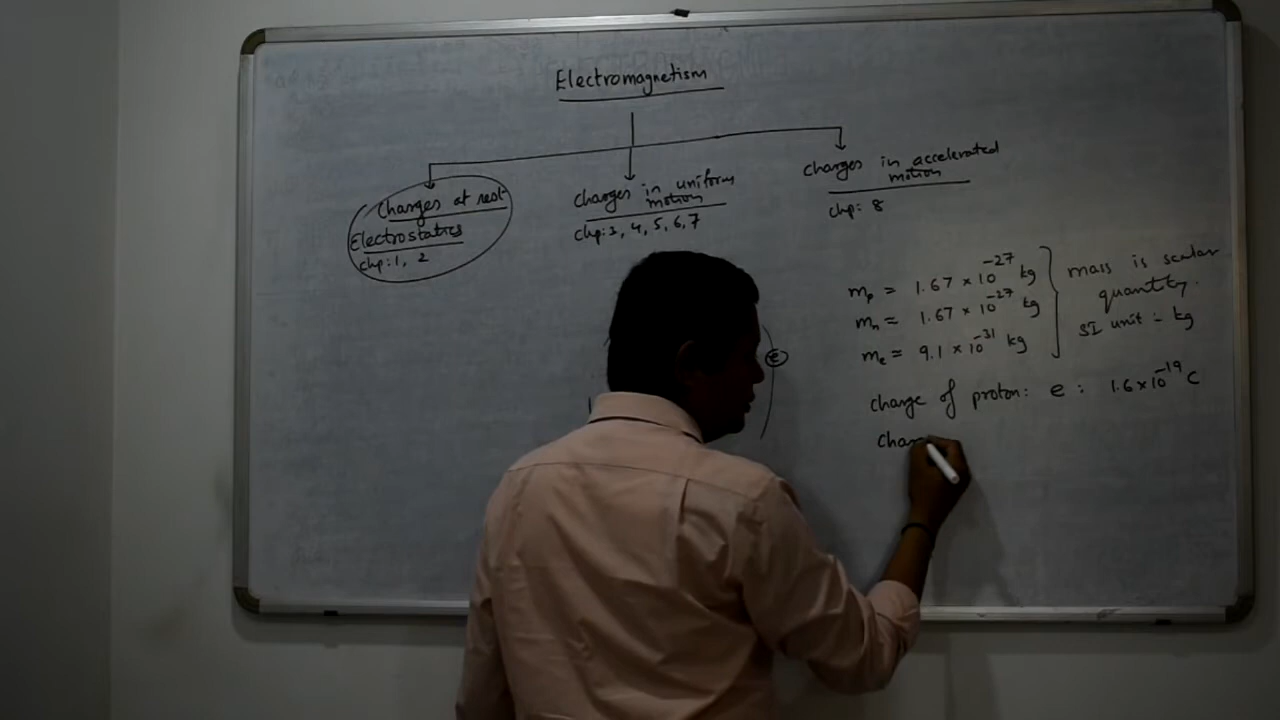 Electromagnetism
Charges at rest
Electrostatics
chp: 1, 2
charges in uniform
motion
chp: 3, 4, 5, 6, 7
charges in accelerated
motion
chp: 8
mp = 1.67 × 10⁻²⁷ kg
mn = 1.67 × 10⁻²⁷ kg
me = 9.1 × 10⁻³¹ kg
mass is scalar
quantity.
SI unit - kg
e
charge of proton: e : 1.6×10⁻¹⁹ C
Char